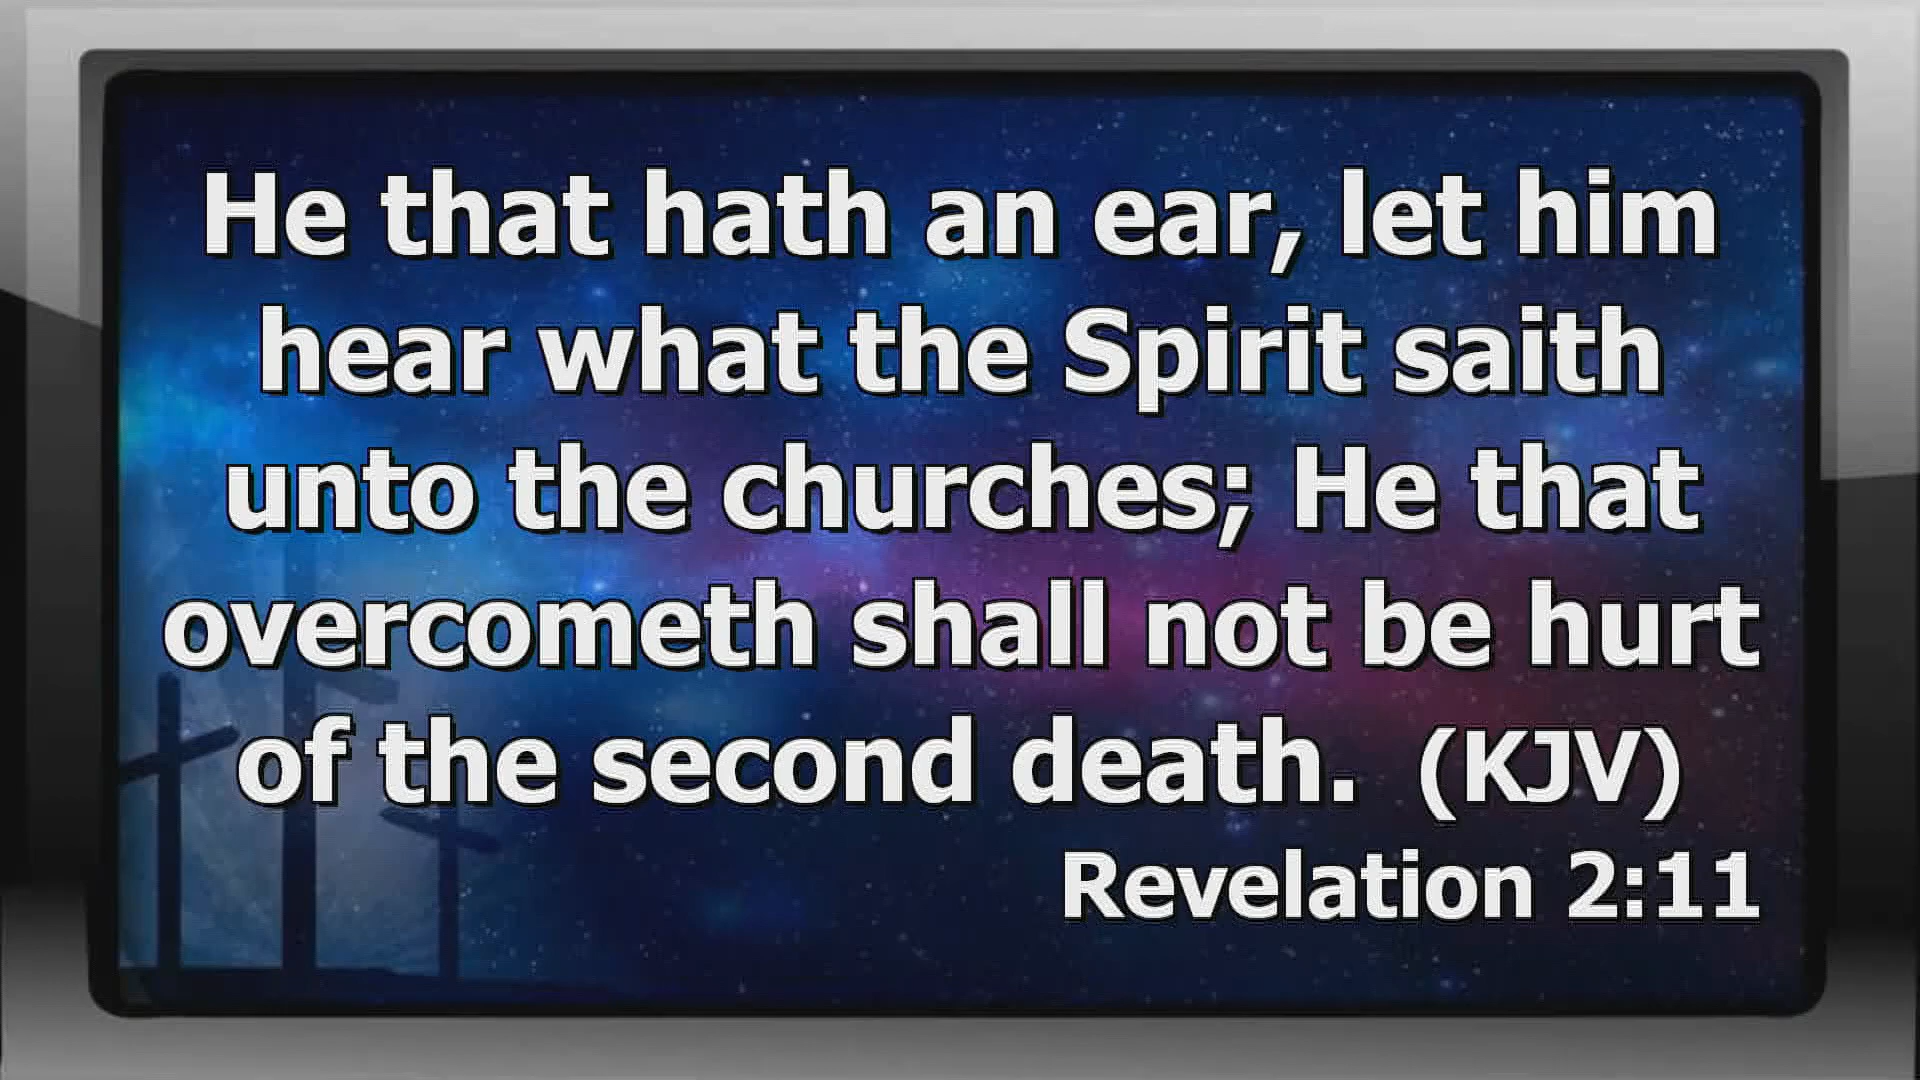 He that hath an ear, let him
hear what the Spirit saith
unto the churches; He that
overcometh shall not be hurt
of the second death.  (KJV)
Revelation 2:11